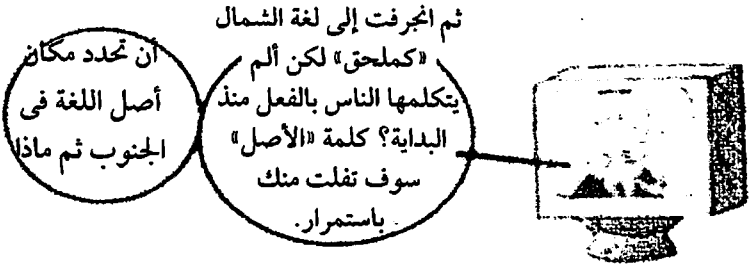 أن تحدد مكان
أصل اللغة فى
الجنوب ثم ماذا
ثم انجرفت إلى لغة الشمال
«كملحق» لكن ألم
يتكلمها الناس بالفعل منذ
البداية؟ كلمة «الأصل»
سوف تفلت منك
باستمرار.